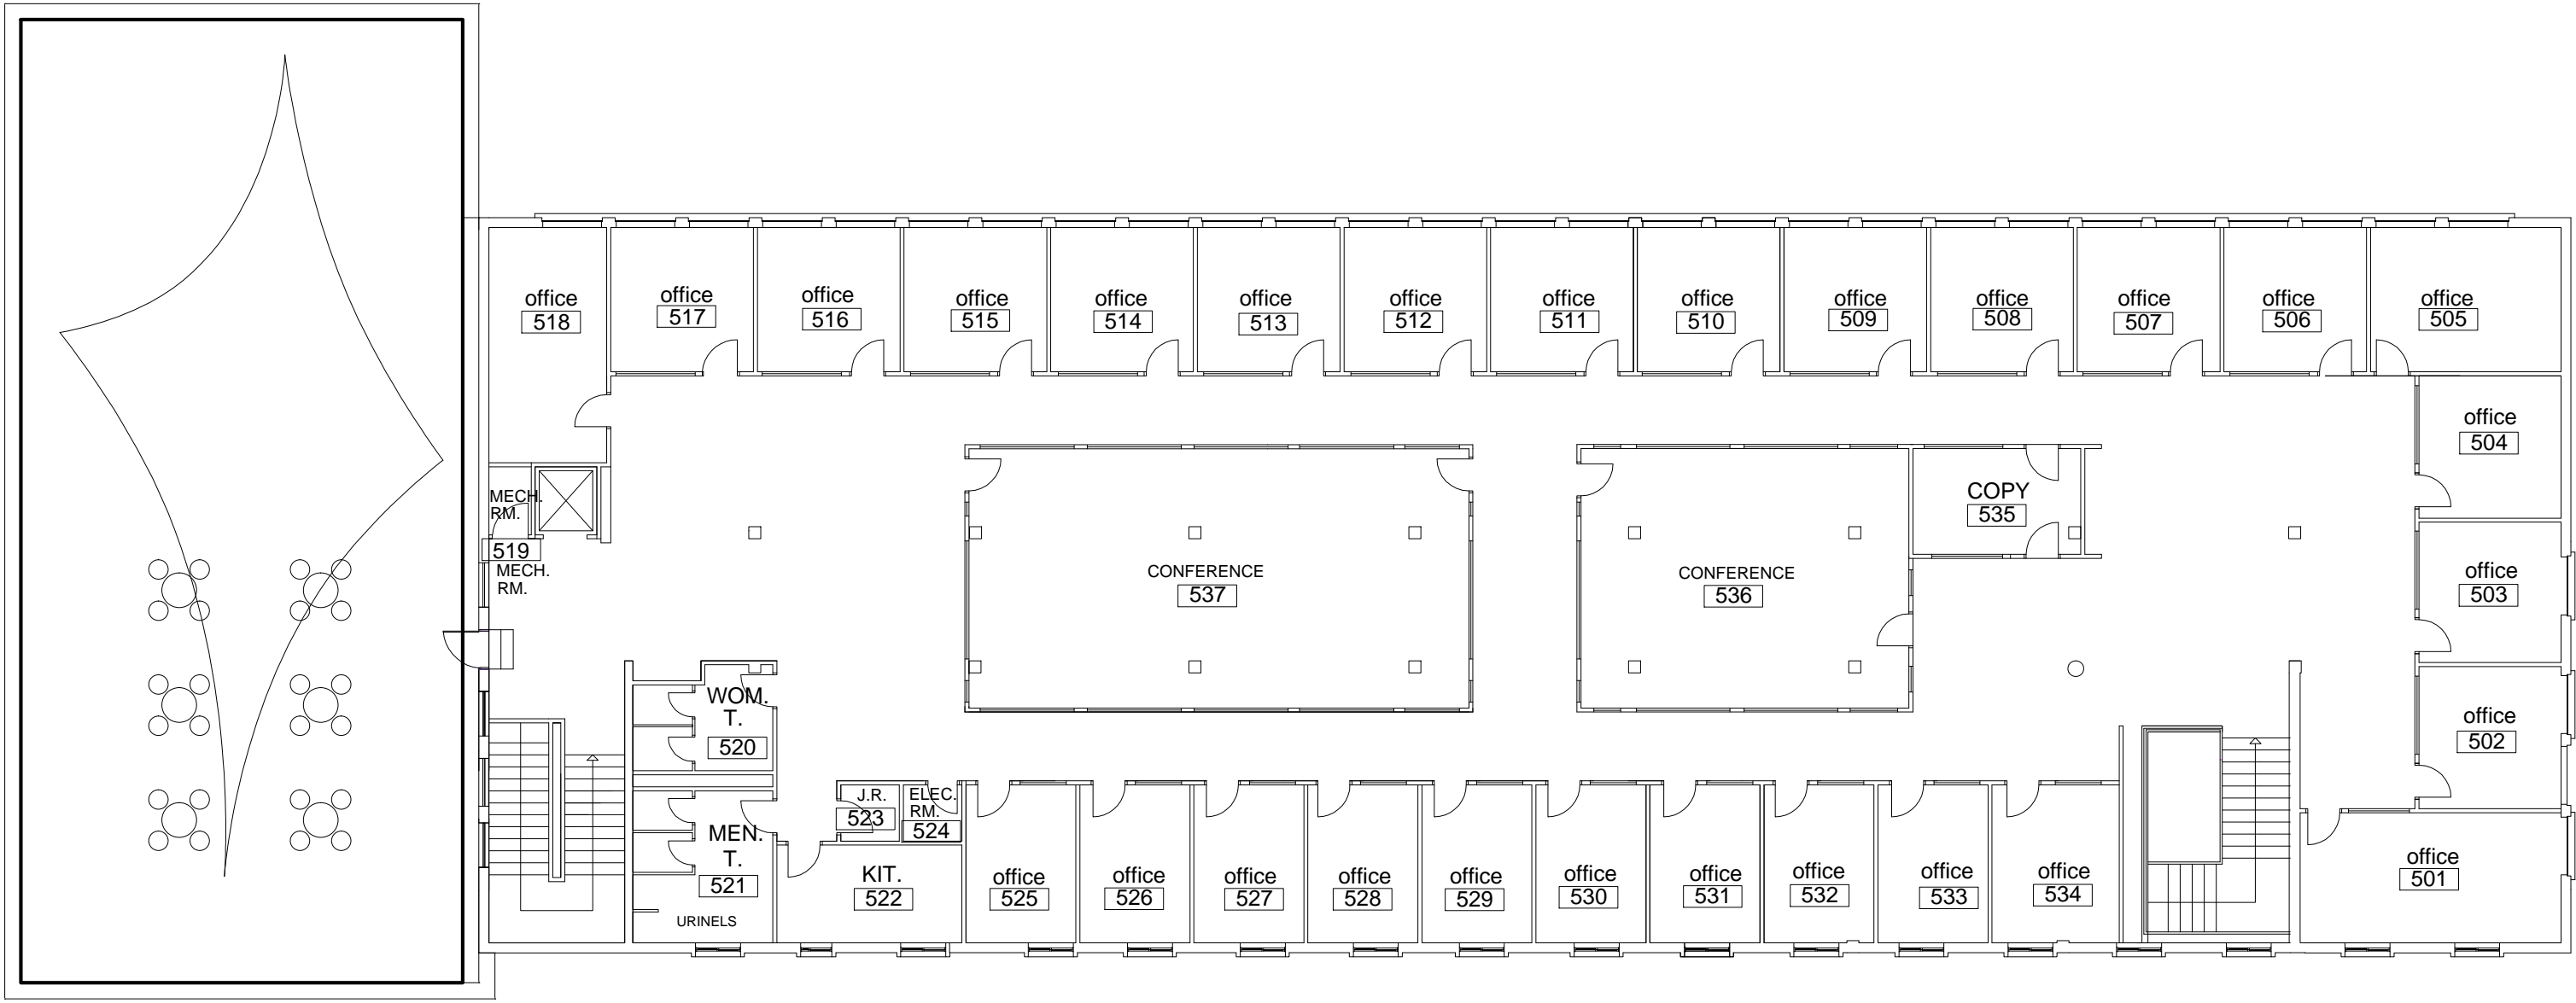 office
518
office
517
office
516
office
515
office
514
office
513
office
512
office
511
office
510
office
509
office
508
office
507
office
506
office
505
office
504
MECH.
RM.
519
MECH.
RM.
COPY
535
CONFERENCE
537
CONFERENCE
536
office
503
WOM.
T.
520
office
502
J.R.
523
ELEC.
RM.
524
MEN.
T.
521
URINELS
KIT.
522
office
525
office
526
office
527
office
528
office
529
office
530
office
531
office
532
office
533
office
534
office
501